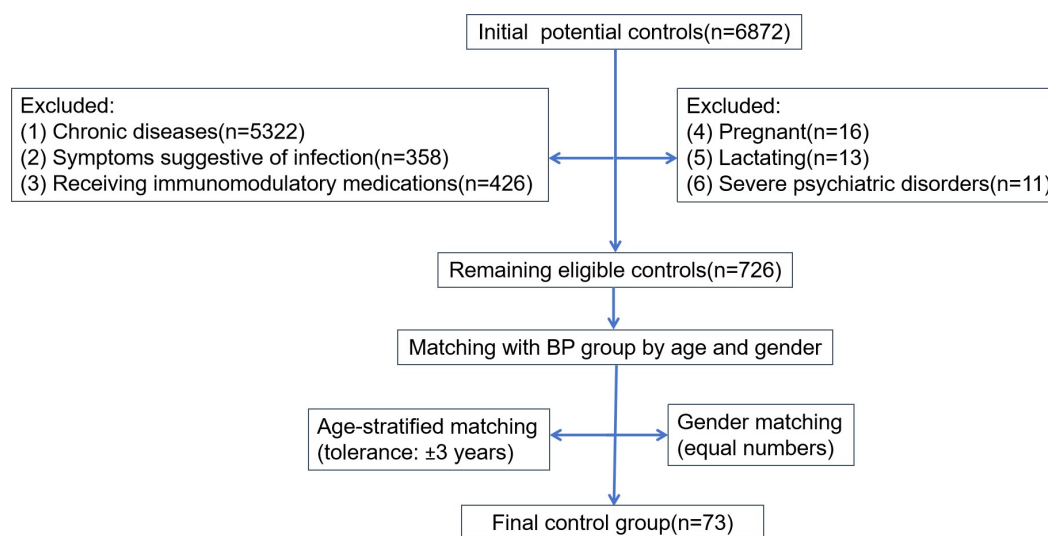 Initial  potential controls(n=6872)
Excluded:
(1) Chronic diseases(n=5322)
(2) Symptoms suggestive of infection(n=358)
(3) Receiving immunomodulatory medications(n=426)
Excluded:
(4) Pregnant(n=16)
(5) Lactating(n=13)
(6) Severe psychiatric disorders(n=11)
Remaining eligible controls(n=726)
Matching with BP group by age and gender
Age-stratified matching
(tolerance: ±3 years)
Gender matching
(equal numbers)
Final control group(n=73)